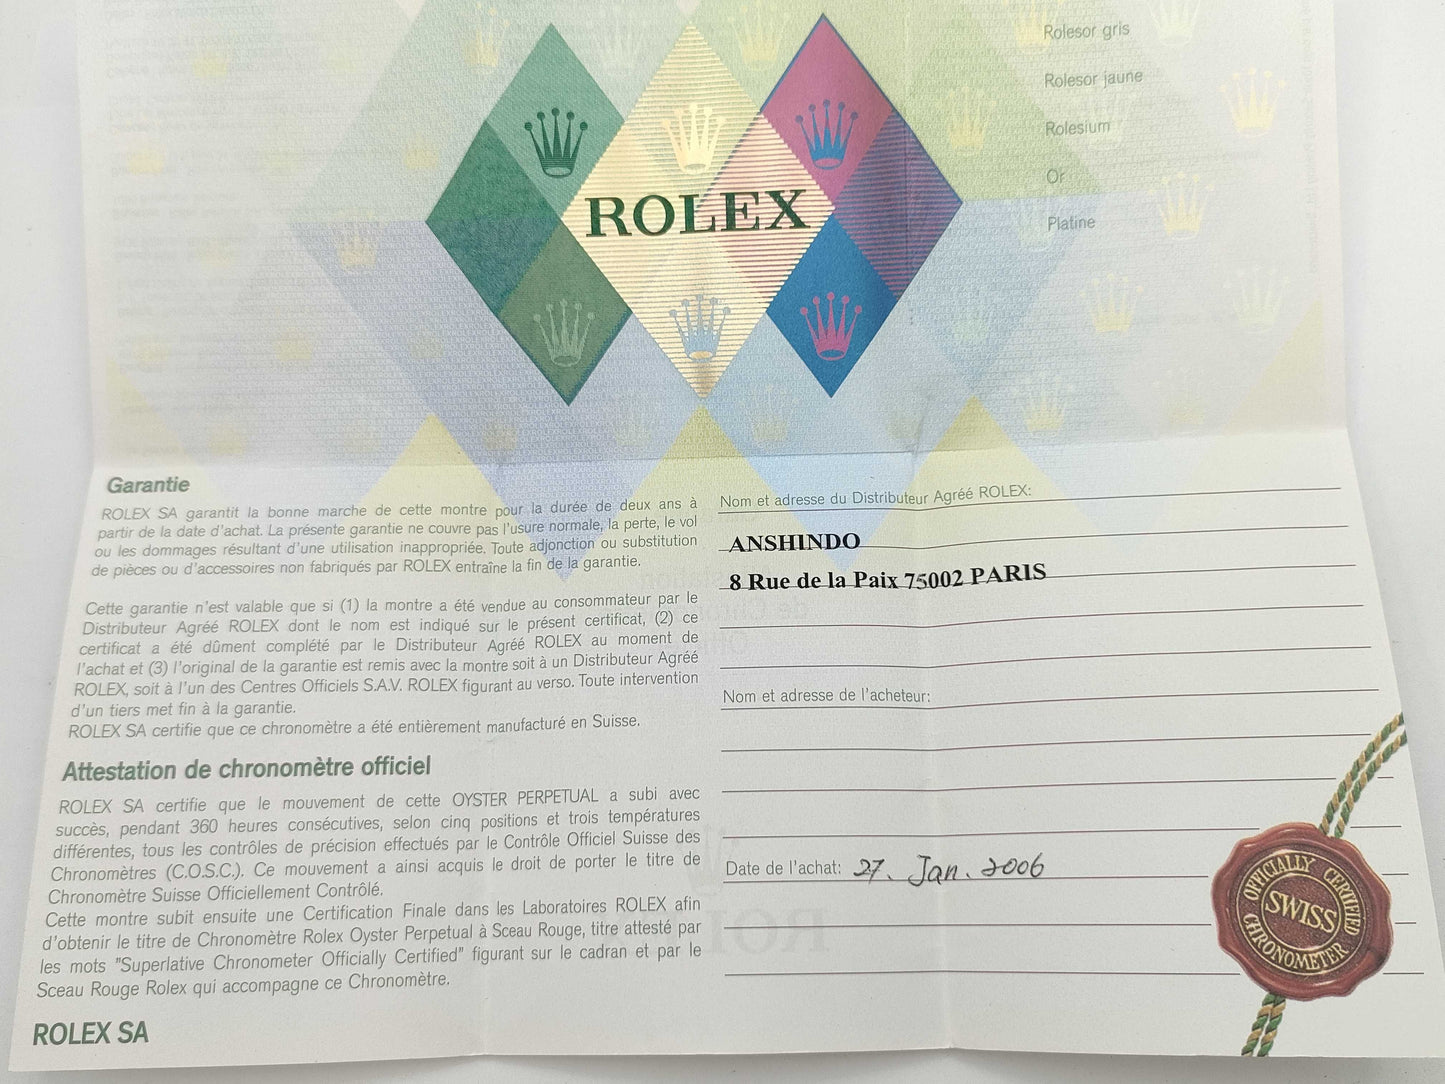 Rolesor gris
Rolesor jaune
Rolesium
Or
Platine
ROLEX
Garantie
ROLEX SA garantit la bonne marche de cette montre pour la durée de deux ans à
partir de la date d'achat. La présente garantie ne couvre pas l'usure normale, la perte, le vol
ou les dommages résultant d'une utilisation inappropriée. Toute adjonction ou substitution
de pièces ou d'accessoires non fabriqués par ROLEX entraîne la fin de la garantie.
Cette garantie n'est valable que si (1) la montre a été vendue au consommateur par le
Distributeur Agréé ROLEX dont le nom est indiqué sur le présent certificat, (2) ce
certificat a été dûment complété par le Distributeur Agréé ROLEX au moment de
l'achat et (3) l'original de la garantie est remis avec la montre soit à un Distributeur Agréé
ROLEX, soit à l'un des Centres Officiels S.A.V. ROLEX figurant au verso. Toute intervention
d'un tiers met fin à la garantie.
ROLEX SA certifie que ce chronomètre a été entièrement manufacturé en Suisse.
Attestation de chronomètre officiel
ROLEX SA certifie que le mouvement de cette OYSTER PERPETUAL a subi avec
succès, pendant 360 heures consécutives, selon cinq positions et trois températures
différentes, tous les contrôles de précision effectués par le Contrôle Officiel Suisse des
Chronomètres (C.O.S.C.). Ce mouvement a ainsi acquis le droit de porter le titre de
Chronomètre Suisse Officiellement Contrôlé.
Cette montre subit ensuite une Certification Finale dans les Laboratoires ROLEX afin
d'obtenir le titre de Chronomètre Rolex Oyster Perpetual à Sceau Rouge, titre attesté par
les mots "Superlative Chronometer Officially Certified" figurant sur le cadran et par le
Sceau Rouge Rolex qui accompagne ce Chronomètre.
ROLEX SA
Nom et adresse du Distributeur Agréé ROLEX:
ANSHINDO
8 Rue de la Paix 75002 PARIS
Nom et adresse de l'acheteur:
Date de l'achat: 27. Jan. 2006
OFFICIALLY CERTIFIED
SWISS
CHRONOMETER